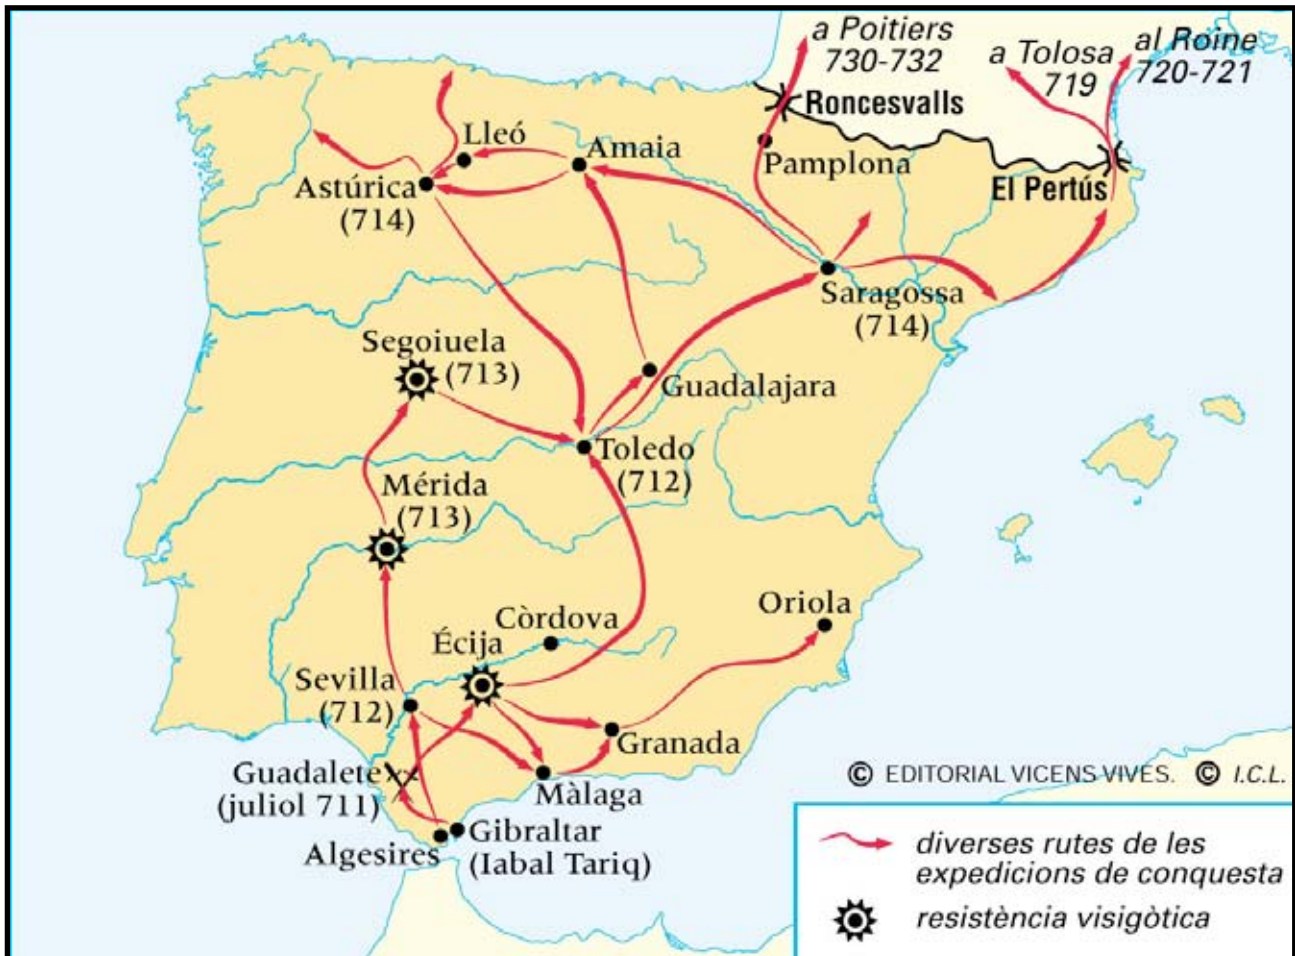 a Poitiers
730-732
a Tolosa
719
al Roine
720-721
Roncesvalls
Lleó
Amaia
Pamplona
Astúrica
(714)
El Pertús
Saragossa
(714)
Segoiuela
(713)
Guadalajara
Toledo
(712)
Mérida
(713)
Oriola
Còrdova
Écija
Sevilla
(712)
Granada
Guadalete
(juliol 711)
Màlaga
© EDITORIAL VICENS VIVES. © I.C.L.
Algesires
Gibraltar
(Iabal Tariq)
diverses rutes de les
expedicions de conquesta
resistència visigòtica